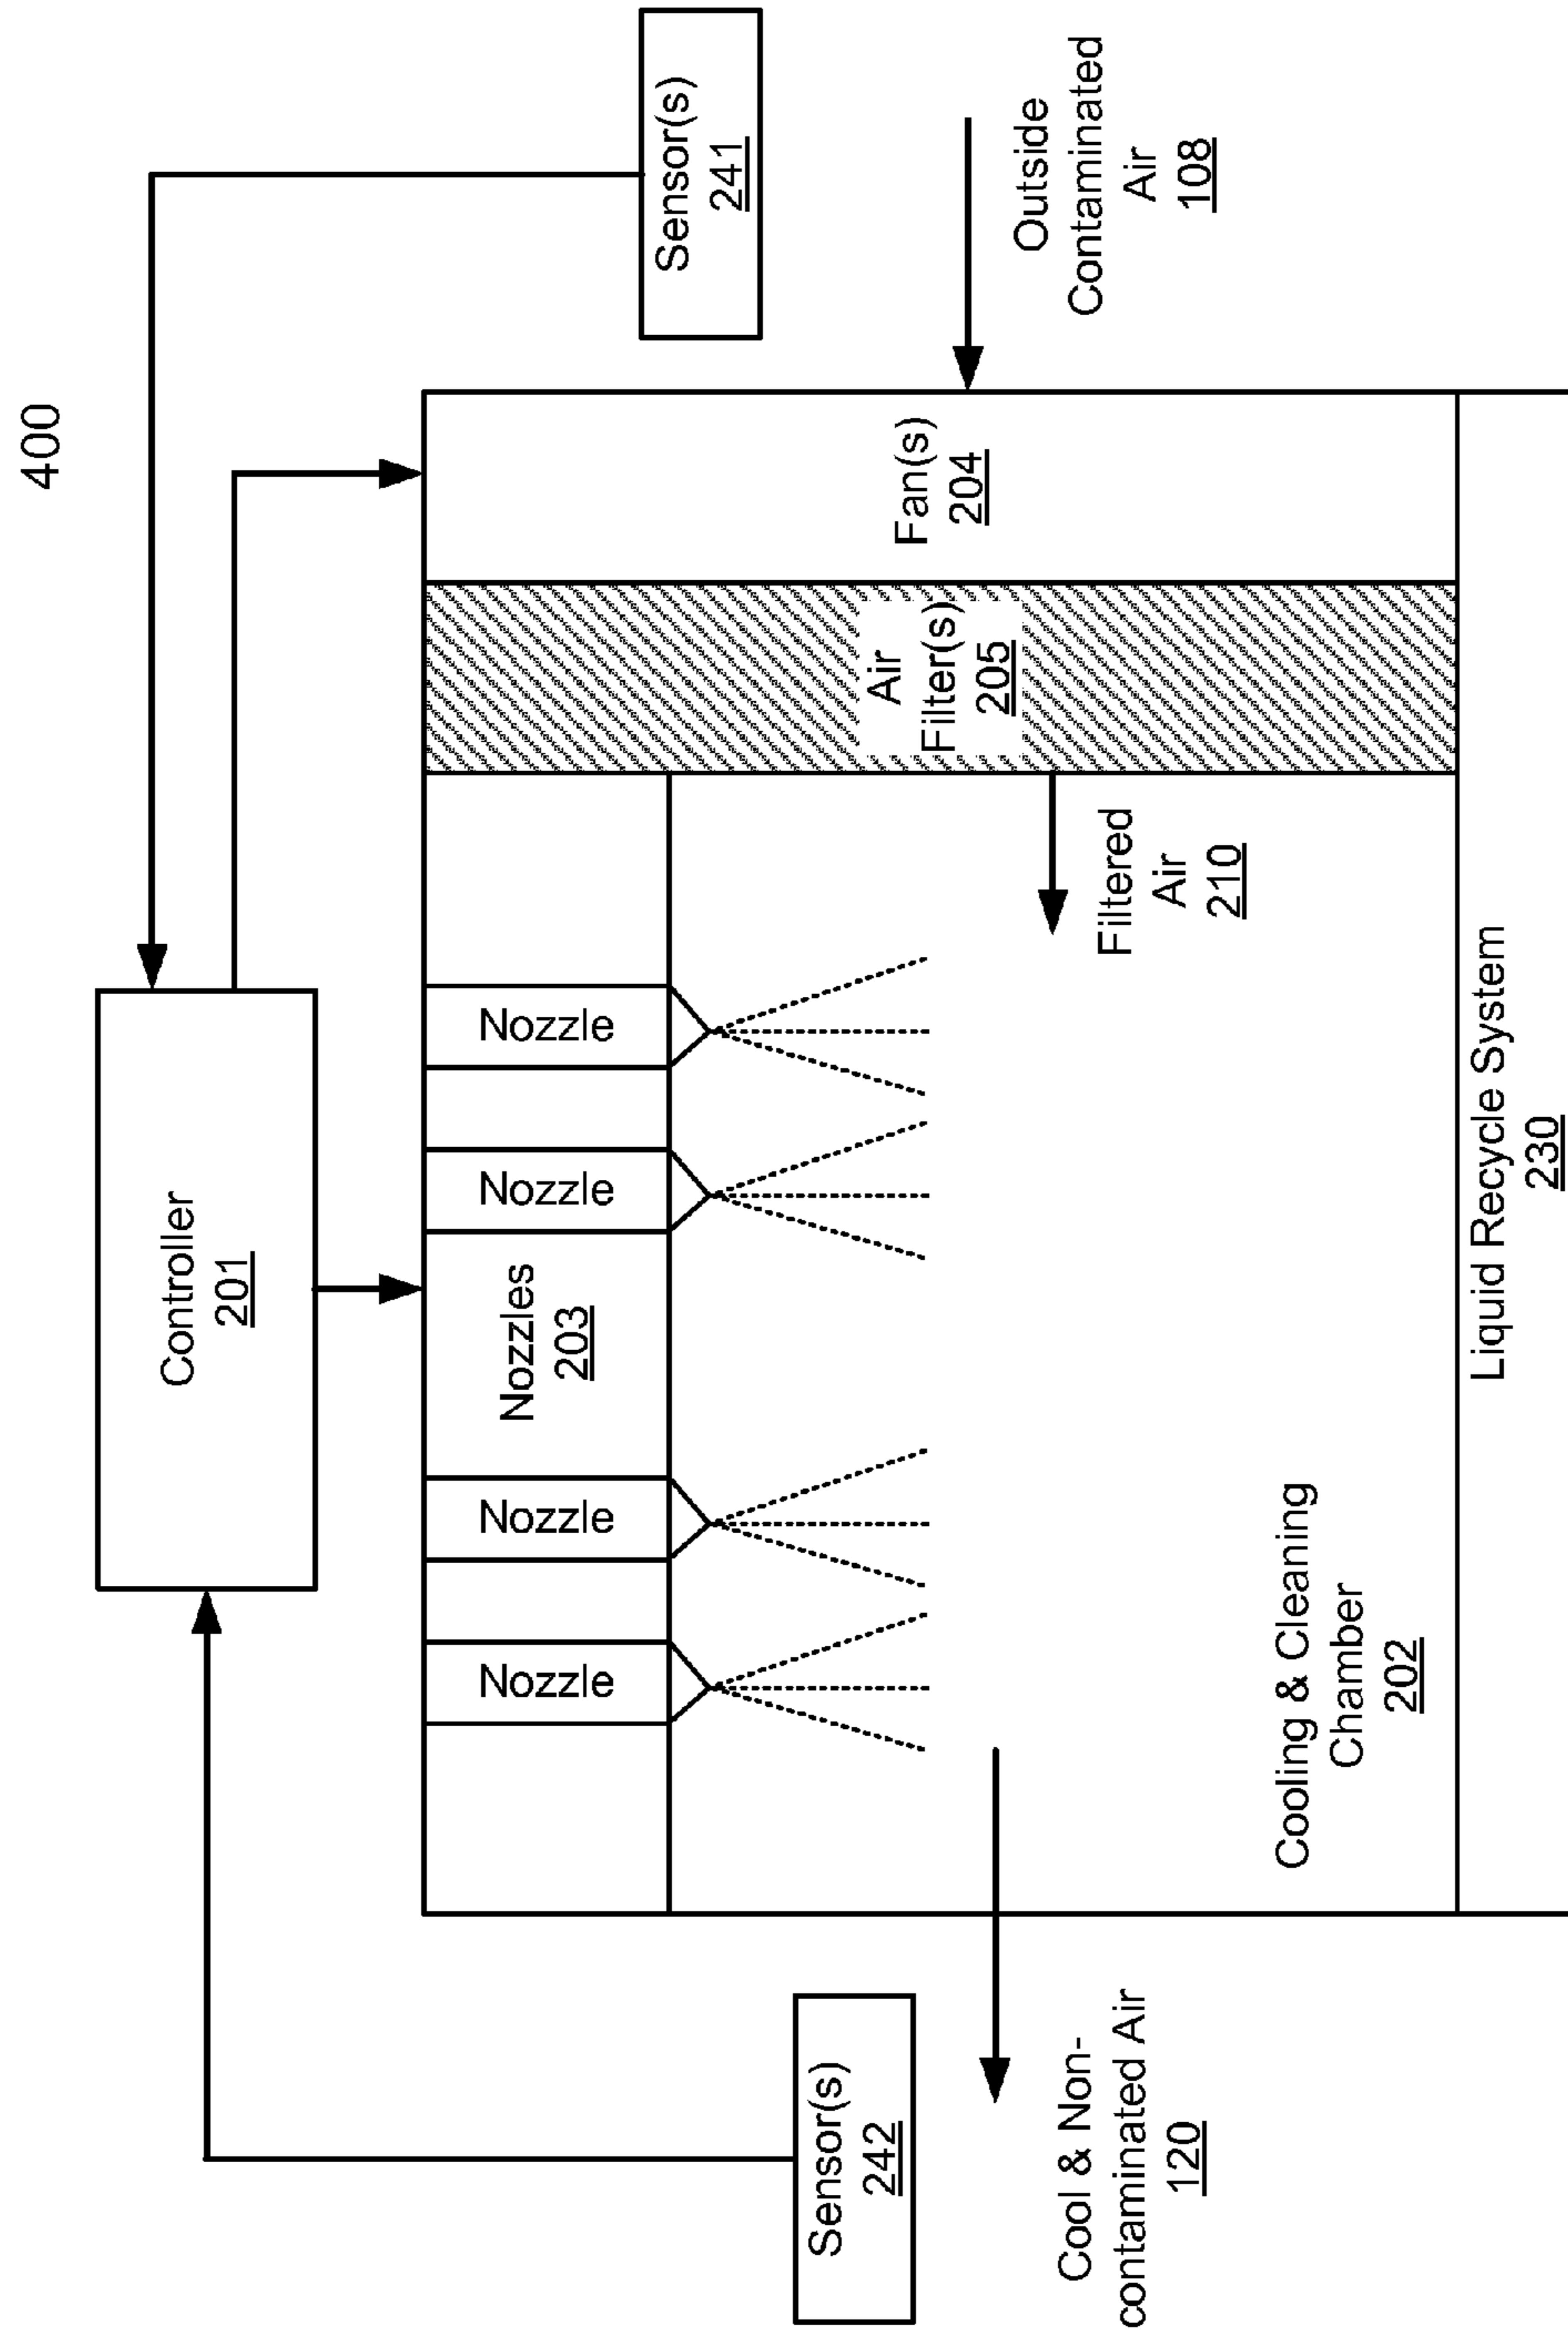 400
Controller
201
Sensor(s)
241
Nozzle
Nozzle
Nozzles
203
Nozzle
Nozzle
Sensor(s)
242
Air
Filter(s)
205
Fan(s)
204
Outside
Contaminated
Air
108
Cool & Non-
contaminated Air
120
Filtered
Air
210
Cooling & Cleaning
Chamber
202
Liquid Recycle System
230